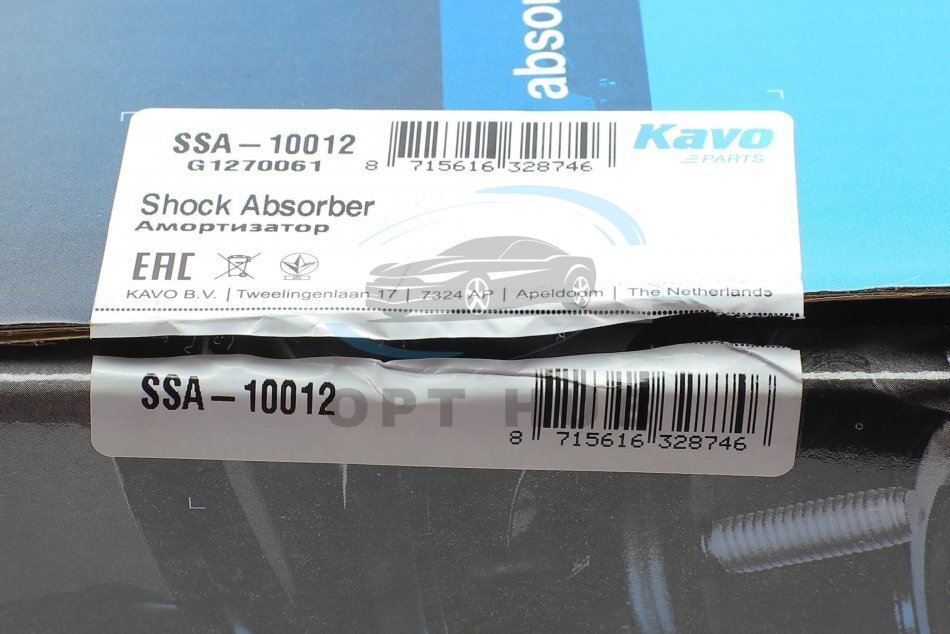 absor
SSA-10012
G1270061
8 715616 328746
Kavo
PARTS
Shock Absorber
Амортизатор
EAC
KAVO B.V. | Tweelingenlaan 17 | 7324 AP | Apeldoorn | The Netherlands
SSA-10012
OPT H
8 715616 328746